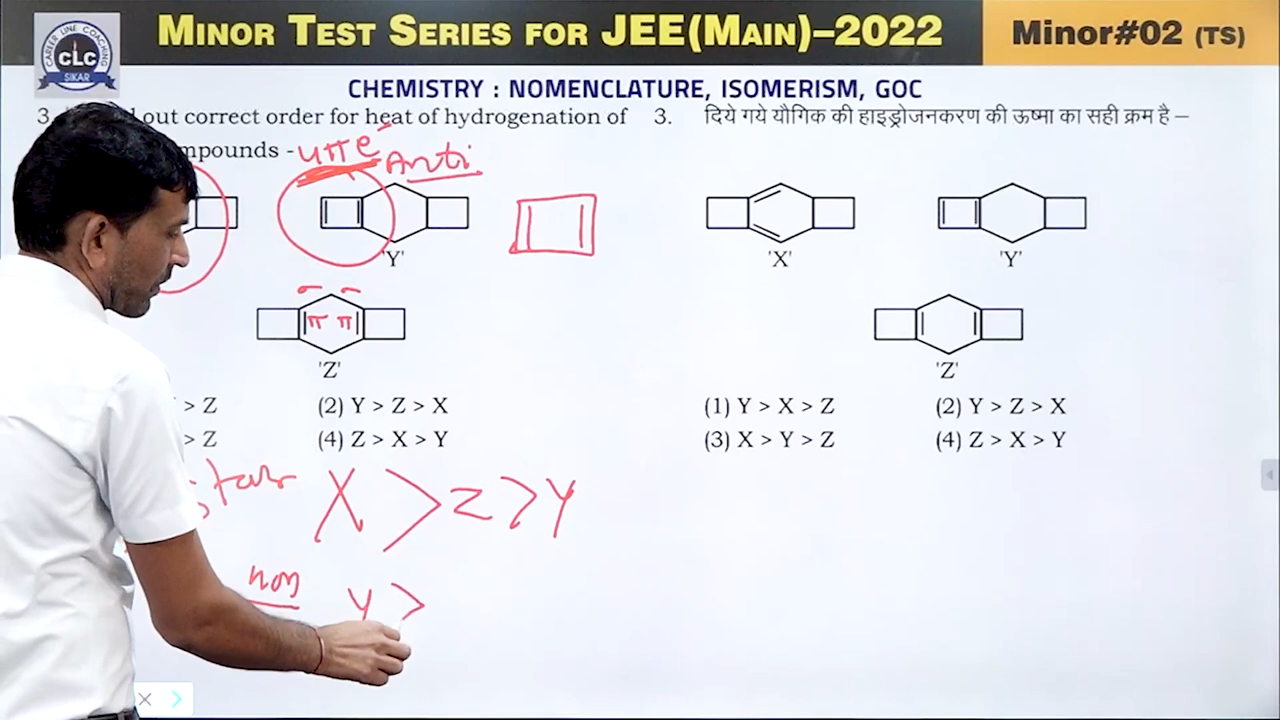 MINOR TEST SERIES FOR JEE(MAIN)–2022
Minor#02 (TS)
CAREER LINE COACHING
CLC
SIKAR
CHEMISTRY : NOMENCLATURE, ISOMERISM, GOC
3. out correct order for heat of hydrogenation of
mpounds -
4πe⁻
Anti
'Y'
π π
'Z'
> Z
(2) Y > Z > X
> Z
(4) Z > X > Y
X > Z > Y
non
Y >
3. दिये गये यौगिक की हाइड्रोजनकरण की ऊष्मा का सही क्रम है –
'X'
'Y'
'Z'
(1) Y > X > Z
(2) Y > Z > X
(3) X > Y > Z
(4) Z > X > Y